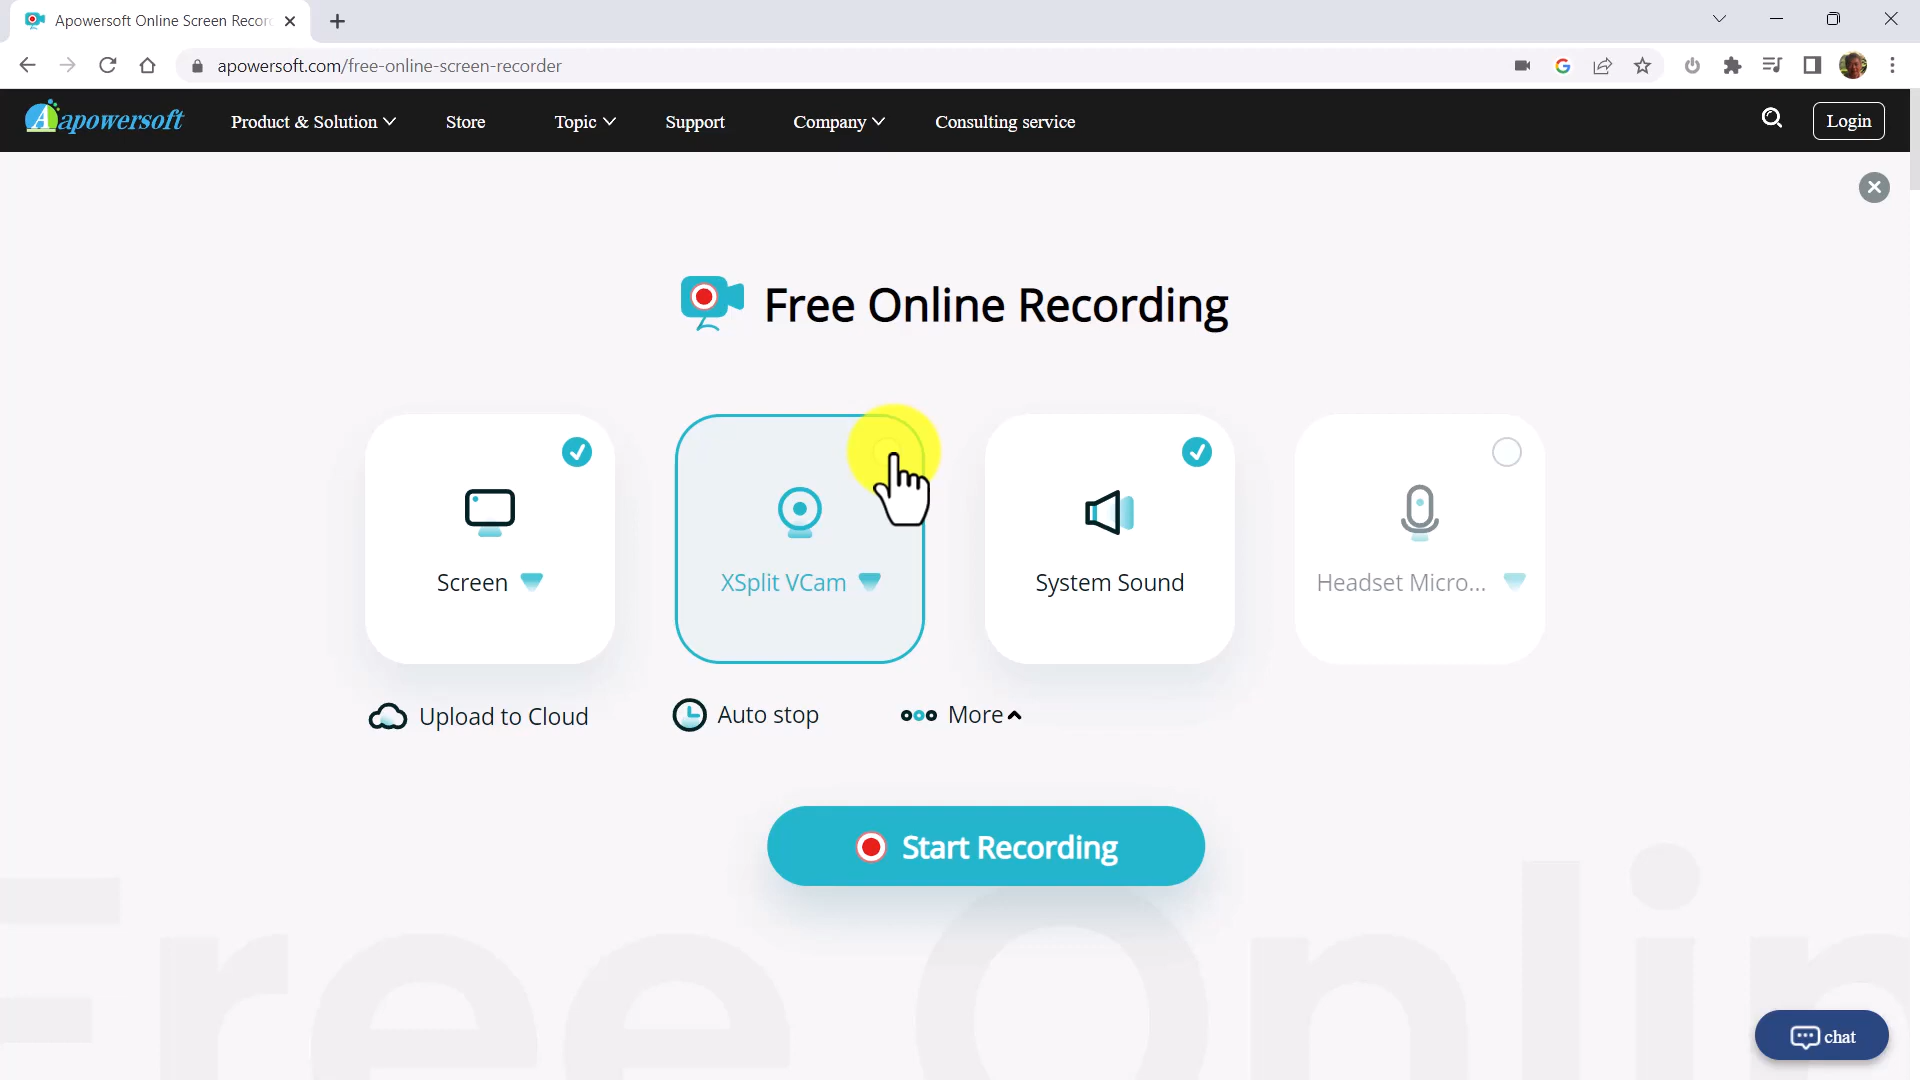 Apowersoft Online Screen Recor
apowersoft.com/free-online-screen-recorder
apowersoft
Product & Solution
Store
Topic
Support
Company
Consulting service
Login
Free Online Recording
Screen
XSplit VCam
System Sound
Headset Micro...
Upload to Cloud
Auto stop
More
Start Recording
Free Onlin
chat